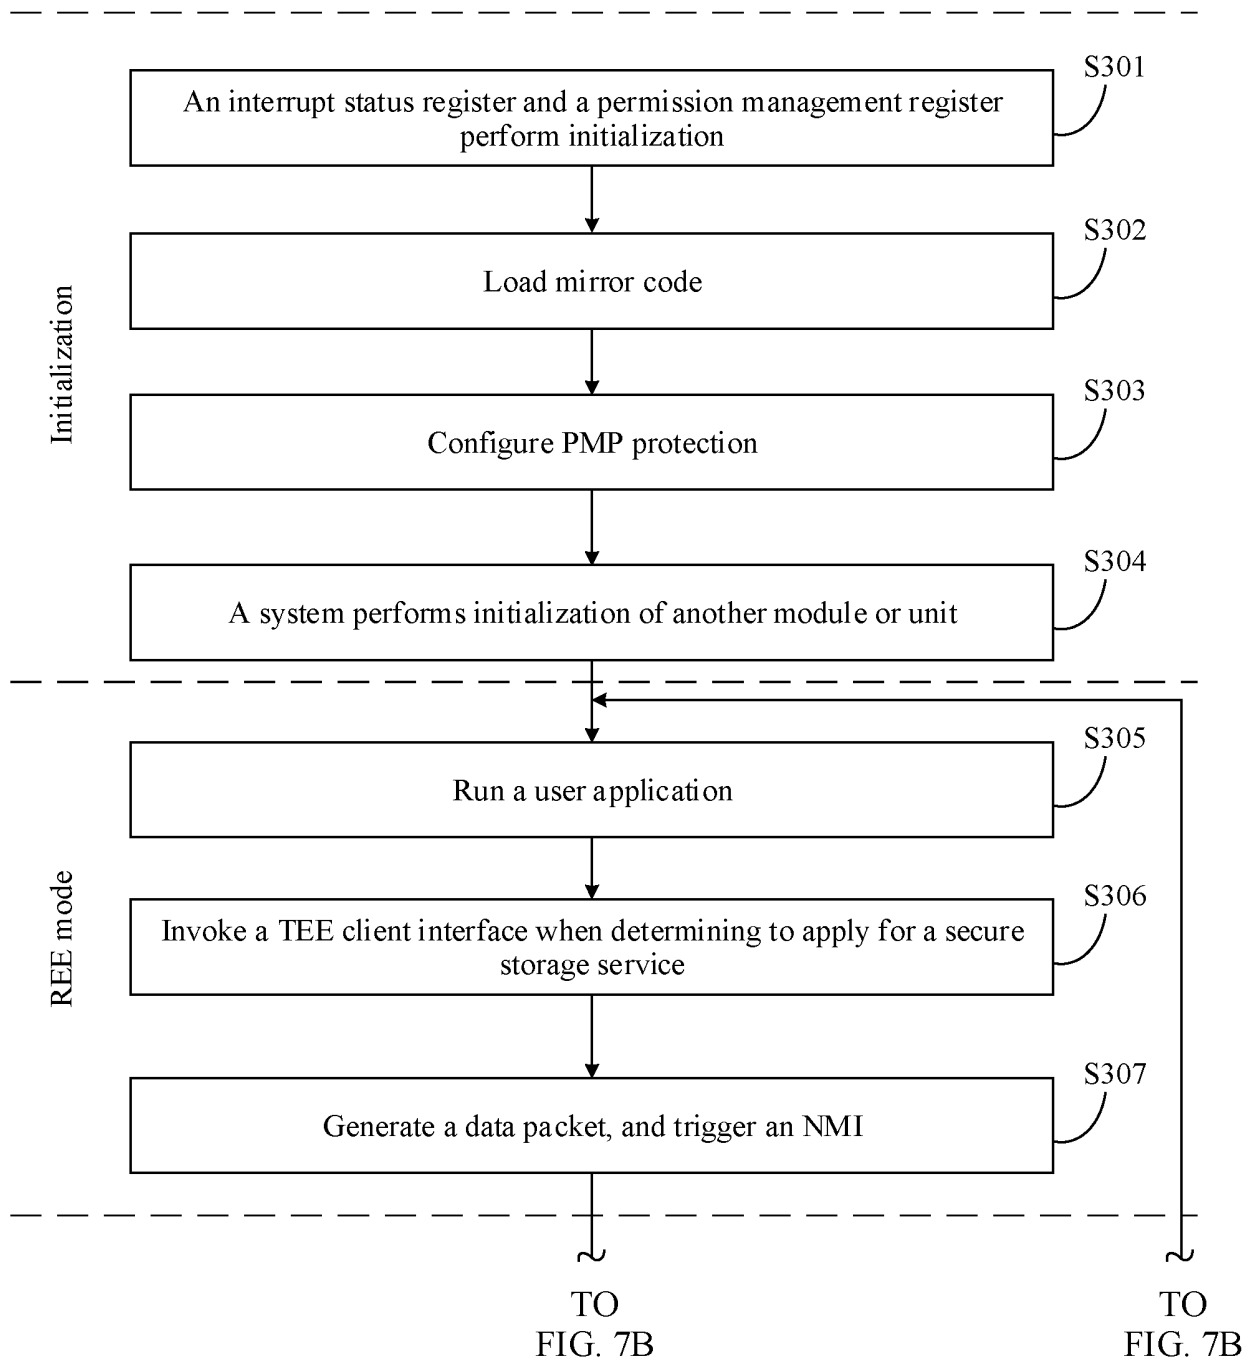 S301
An interrupt status register and a permission management register
perform initialization
S302
Load mirror code
Initialization
S303
Configure PMP protection
S304
A system performs initialization of another module or unit
S305
Run a user application
REE mode
S306
Invoke a TEE client interface when determining to apply for a secure
storage service
S307
Generate a data packet, and trigger an NMI
TO
FIG. 7B
TO
FIG. 7B